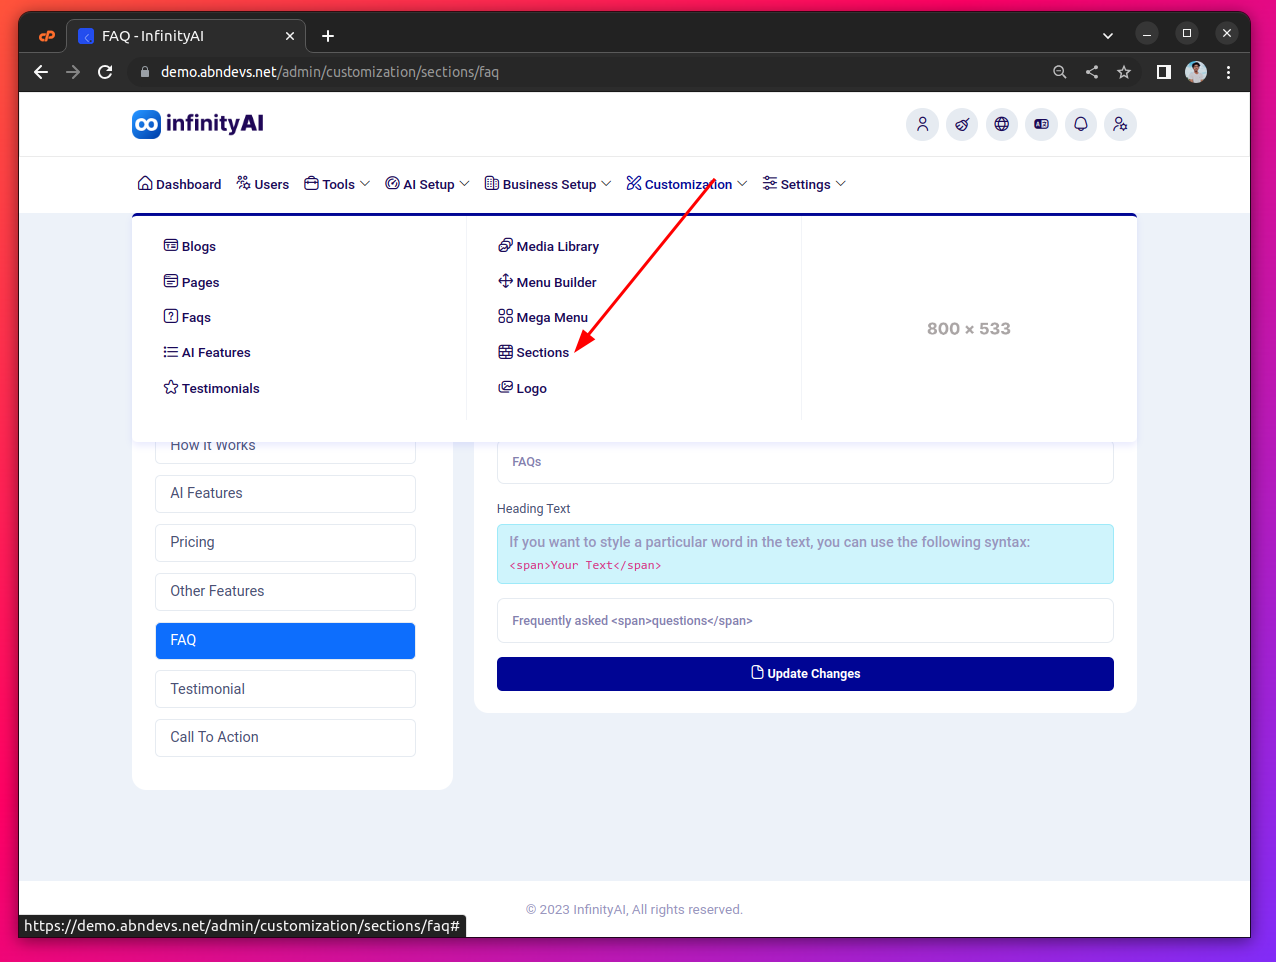 FAQ - InfinityAI
demo.abndevs.net/admin/customization/sections/faq
infinityAI
Dashboard Users Tools AI Setup Business Setup Customization Settings
Blogs
Pages
Faqs
AI Features
Testimonials
Media Library
Menu Builder
Mega Menu
Sections
Logo
800 × 533
How It Works
AI Features
Pricing
Other Features
FAQ
Testimonial
Call To Action
FAQs
Heading Text
If you want to style a particular word in the text, you can use the following syntax:
<span>Your Text</span>
Frequently asked <span>questions</span>
Update Changes
© 2023 InfinityAI, All rights reserved.
https://demo.abndevs.net/admin/customization/sections/faq#